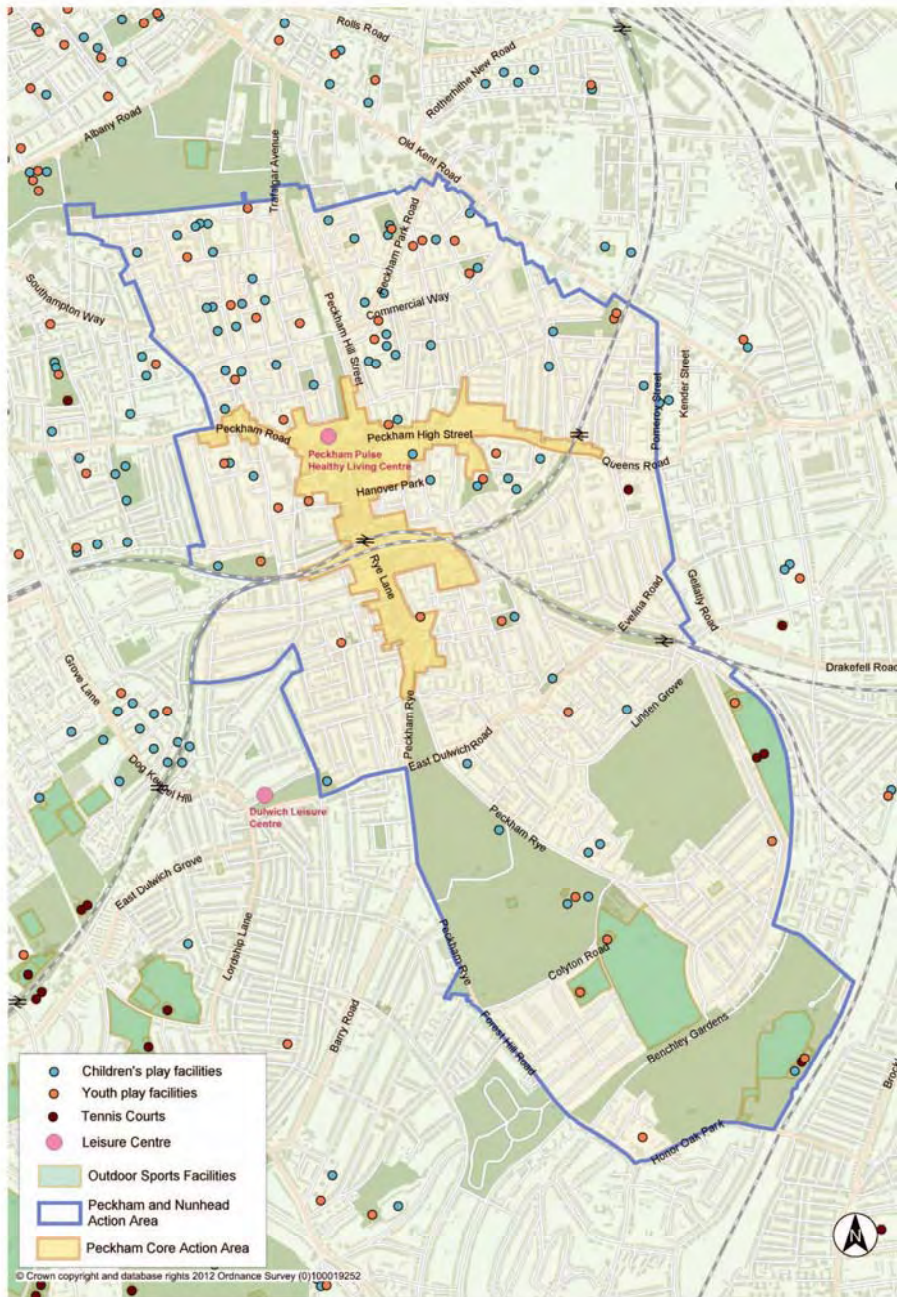 Rolls Road
Rotherhithe New Road
Albany Road
Trafalgar Avenue
Old Kent Road
Peckham Park Road
Southampton Way
Commercial Way
Peckham Hill Street
Pomeroy Street
Kender Street
Peckham Road
Peckham High Street
Peckham Pulse
Healthy Living Centre
Queens Road
Hanover Park
Rye Lane
Evelina Road
Gellatly Road
Drakefell Road
Grove Lane
Linden Grove
Peckham Rye
East Dulwich Road
Dog Kennel Hill
Dulwich Leisure
Centre
Peckham Rye
East Dulwich Grove
Lordship Lane
Peckham Rye
Colyton Road
Barry Road
Forest Hill Road
Benchley Gardens
Honor Oak Park
Children's play facilities
Youth play facilities
Tennis Courts
Leisure Centre
Outdoor Sports Facilities
Peckham and Nunhead
Action Area
Peckham Core Action Area
N
© Crown copyright and database rights 2012 Ordnance Survey (0)100019252